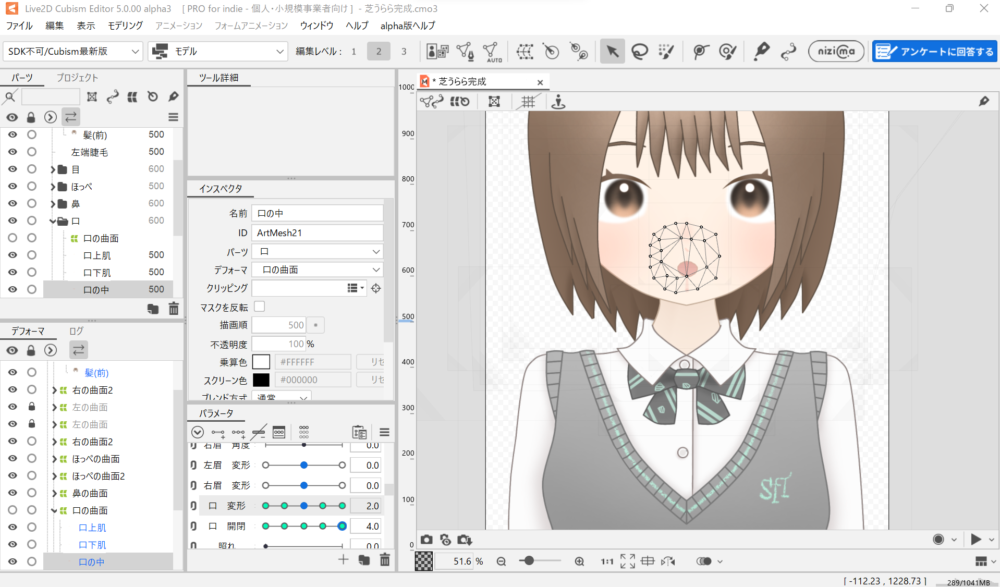 Live2D Cubism Editor 5.0.00 alpha3　[ PRO for indie - 個人・小規模事業者向け ]　- 芝うらら完成.cmo3
ファイル 編集 表示 モデリング アニメーション フォームアニメーション ウィンドウ ヘルプ alpha版ヘルプ
SDK不可/Cubism最新版 モデル 編集レベル： 1 2 3 AUTO nizima アンケートに回答する
パーツ プロジェクト
髪(前) 500
左端睫毛 500
目 600
ほっぺ 500
鼻 600
口 600
口の曲面
口上肌 500
口下肌 500
口の中 500
デフォーマ ログ
髪(前)
右の曲面2
左の曲面
左の曲面
右の曲面2
ほっぺの曲面
ほっぺの曲面2
鼻の曲面
口の曲面
口上肌
口下肌
口の中
ツール詳細
インスペクタ
名前 口の中
ID ArtMesh21
パーツ 口
デフォーマ 口の曲面
クリッピング
マスクを反転
描画順 500
不透明度 100 %
乗算色 #FFFFFF リセ
スクリーン色 #000000 リセ
ブレンド方式 通常
パラメータ
右眉 角度 0.0
左眉 変形 0.0
右眉 変形 0.0
口 変形 2.0
口 開閉 4.0
照れ 0.0
* 芝うらら完成
1000
900
800
700
600
500
400
300
200
100
0
SFT
51.6 % 1:1
[ -112.23 , 1228.73 ] 289/1041MB